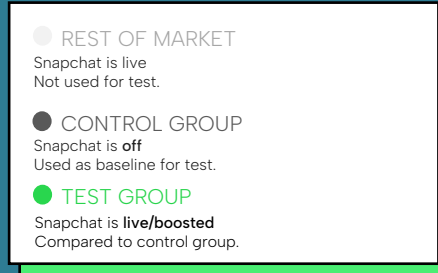 REST OF MARKET
Snapchat is live
Not used for test.
CONTROL GROUP
Snapchat is off
Used as baseline for test.
TEST GROUP
Snapchat is live/boosted
Compared to control group.